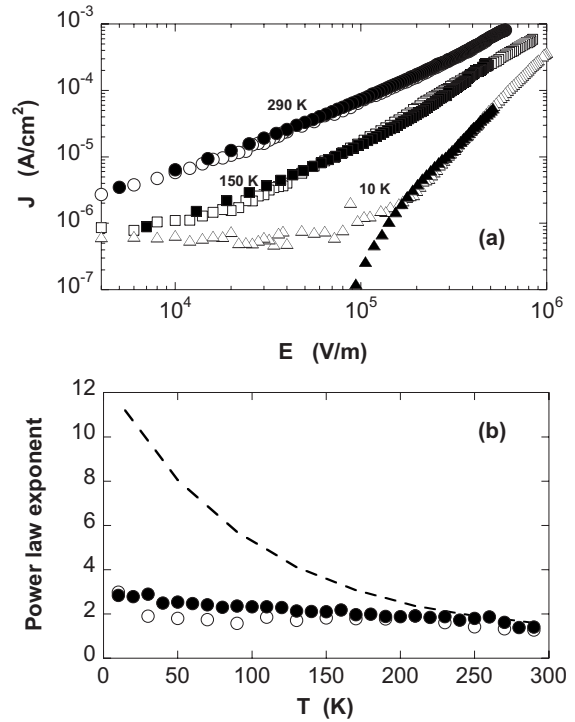 10⁻³
10⁻⁴
10⁻⁵
10⁻⁶
10⁻⁷
J (A/cm²)
290 K
150 K
10 K
(a)
10⁴ 10⁵ 10⁶
E (V/m)
12
10
8
6
4
2
0
Power law exponent
(b)
0 50 100 150 200 250 300
T (K)